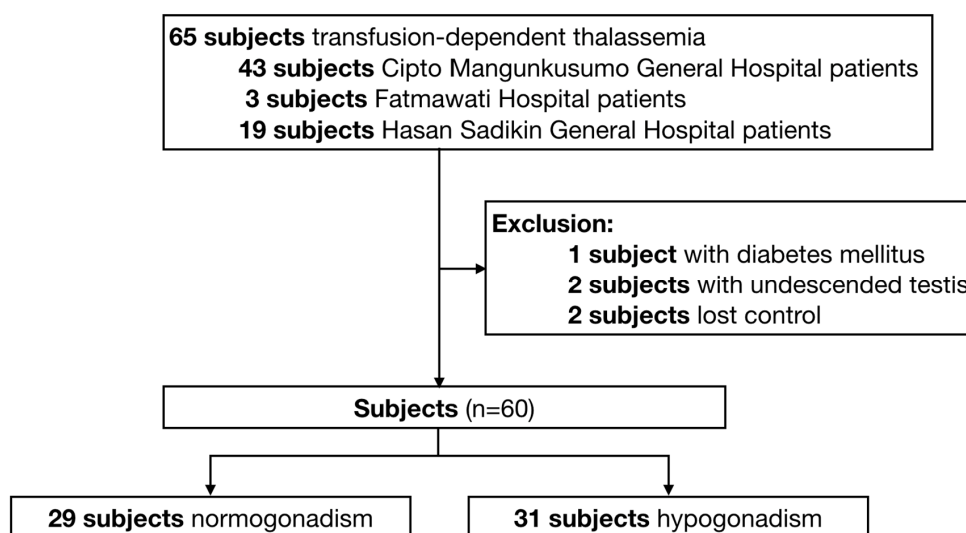 65 subjects transfusion-dependent thalassemia
43 subjects Cipto Mangunkusumo General Hospital patients
3 subjects Fatmawati Hospital patients
19 subjects Hasan Sadikin General Hospital patients
Exclusion:
1 subject with diabetes mellitus
2 subjects with undescended testis
2 subjects lost control
Subjects (n=60)
29 subjects normogonadism
31 subjects hypogonadism